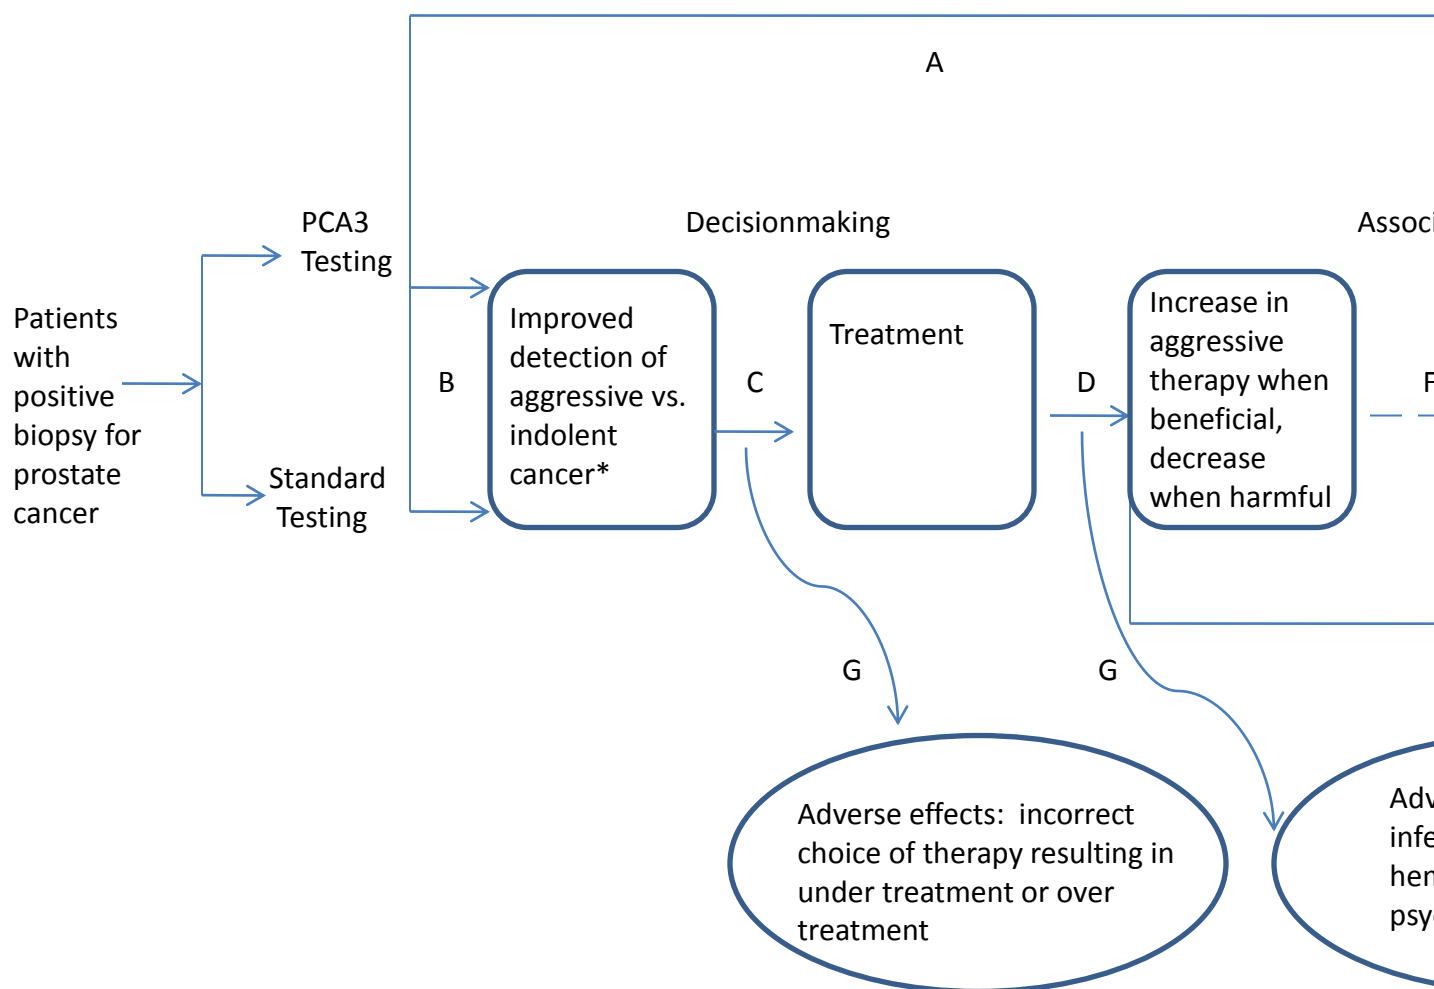 A
PCA3
Testing
Decisionmaking
Patients
with
positive
biopsy for
prostate
cancer
Standard
Testing
B
Improved
detection of
aggressive vs.
indolent
cancer*
C
Treatment
D
Increase in
aggressive
therapy when
beneficial,
decrease
when harmful
G
G
Adverse effects:  incorrect
choice of therapy resulting in
under treatment or over
treatment